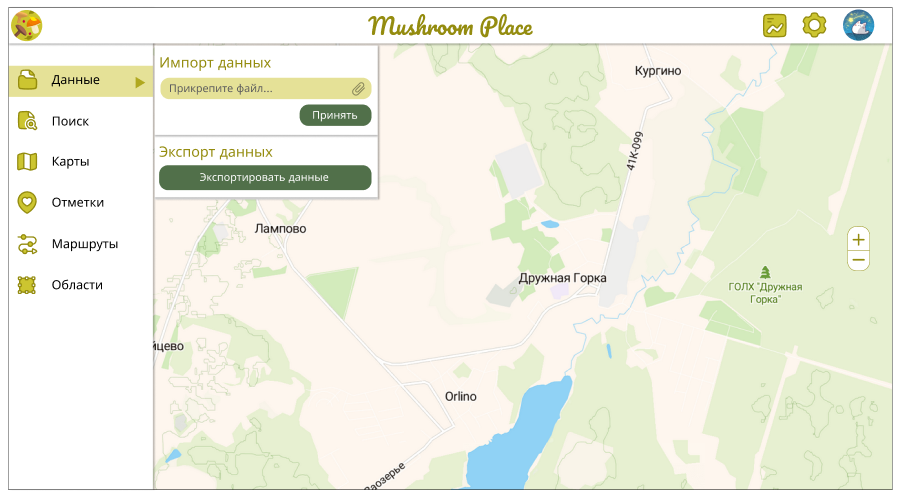 Mushroom Place
Данные
Поиск
Карты
Отметки
Маршруты
Области
Импорт данных
Прикрепите файл...
Принять
Экспорт данных
Экспортировать данные
Кургино
41К-099
Лампово
Дружная Горка
ГОЛХ "Дружная
Горка"
йцево
Orlino
Заозерье